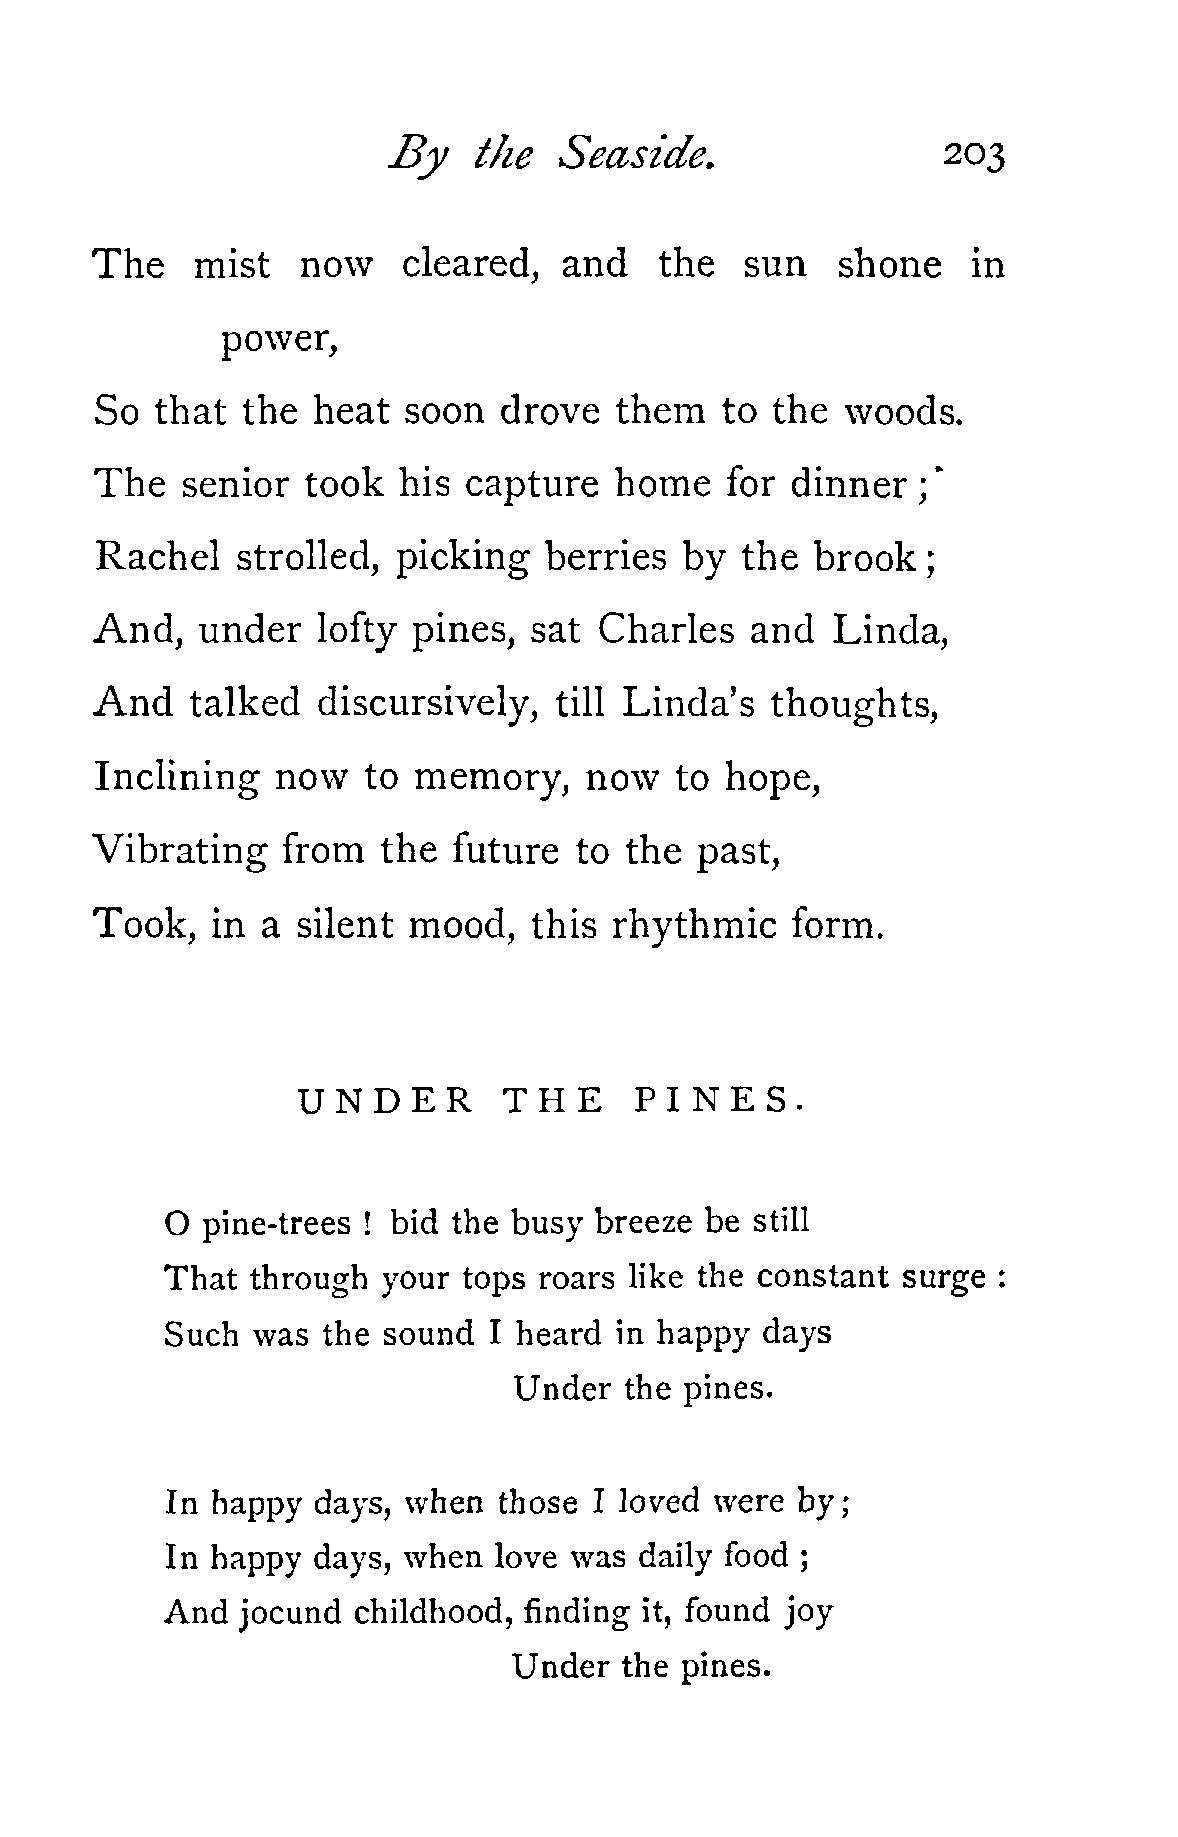 By the Seaside. 203
The mist now cleared, and the sun shone in
power,
So that the heat soon drove them to the woods.
The senior took his capture home for dinner ;
Rachel strolled, picking berries by the brook ;
And, under lofty pines, sat Charles and Linda,
And talked discursively, till Linda's thoughts,
Inclining now to memory, now to hope,
Vibrating from the future to the past,
Took, in a silent mood, this rhythmic form.
UNDER THE PINES.
O pine-trees ! bid the busy breeze be still
That through your tops roars like the constant surge :
Such was the sound I heard in happy days
Under the pines.
In happy days, when those I loved were by ;
In happy days, when love was daily food ;
And jocund childhood, finding it, found joy
Under the pines.